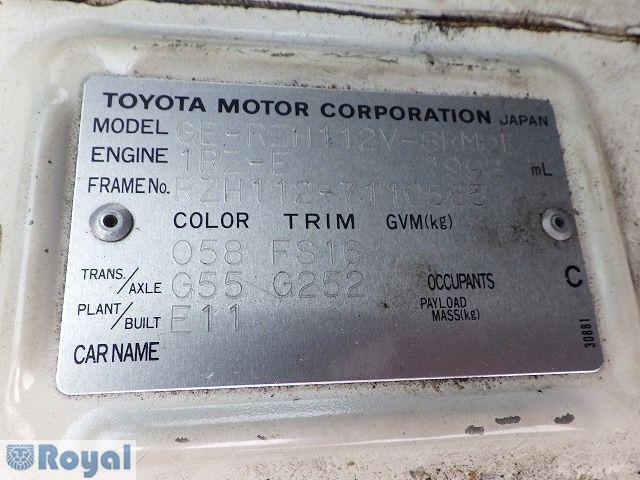 TOYOTA MOTOR CORPORATION JAPAN
MODEL GE-RZH112V-SRMDE
ENGINE 1RZ-E 1998 mL
FRAME No. RZH112-7110565
COLOR TRIM GVM(kg)
058 FS16
TRANS./AXLE G55 G252 OCCUPANTS C
PLANT/BUILT E11 PAYLOAD MASS(kg)
CAR NAME
30881
Royal